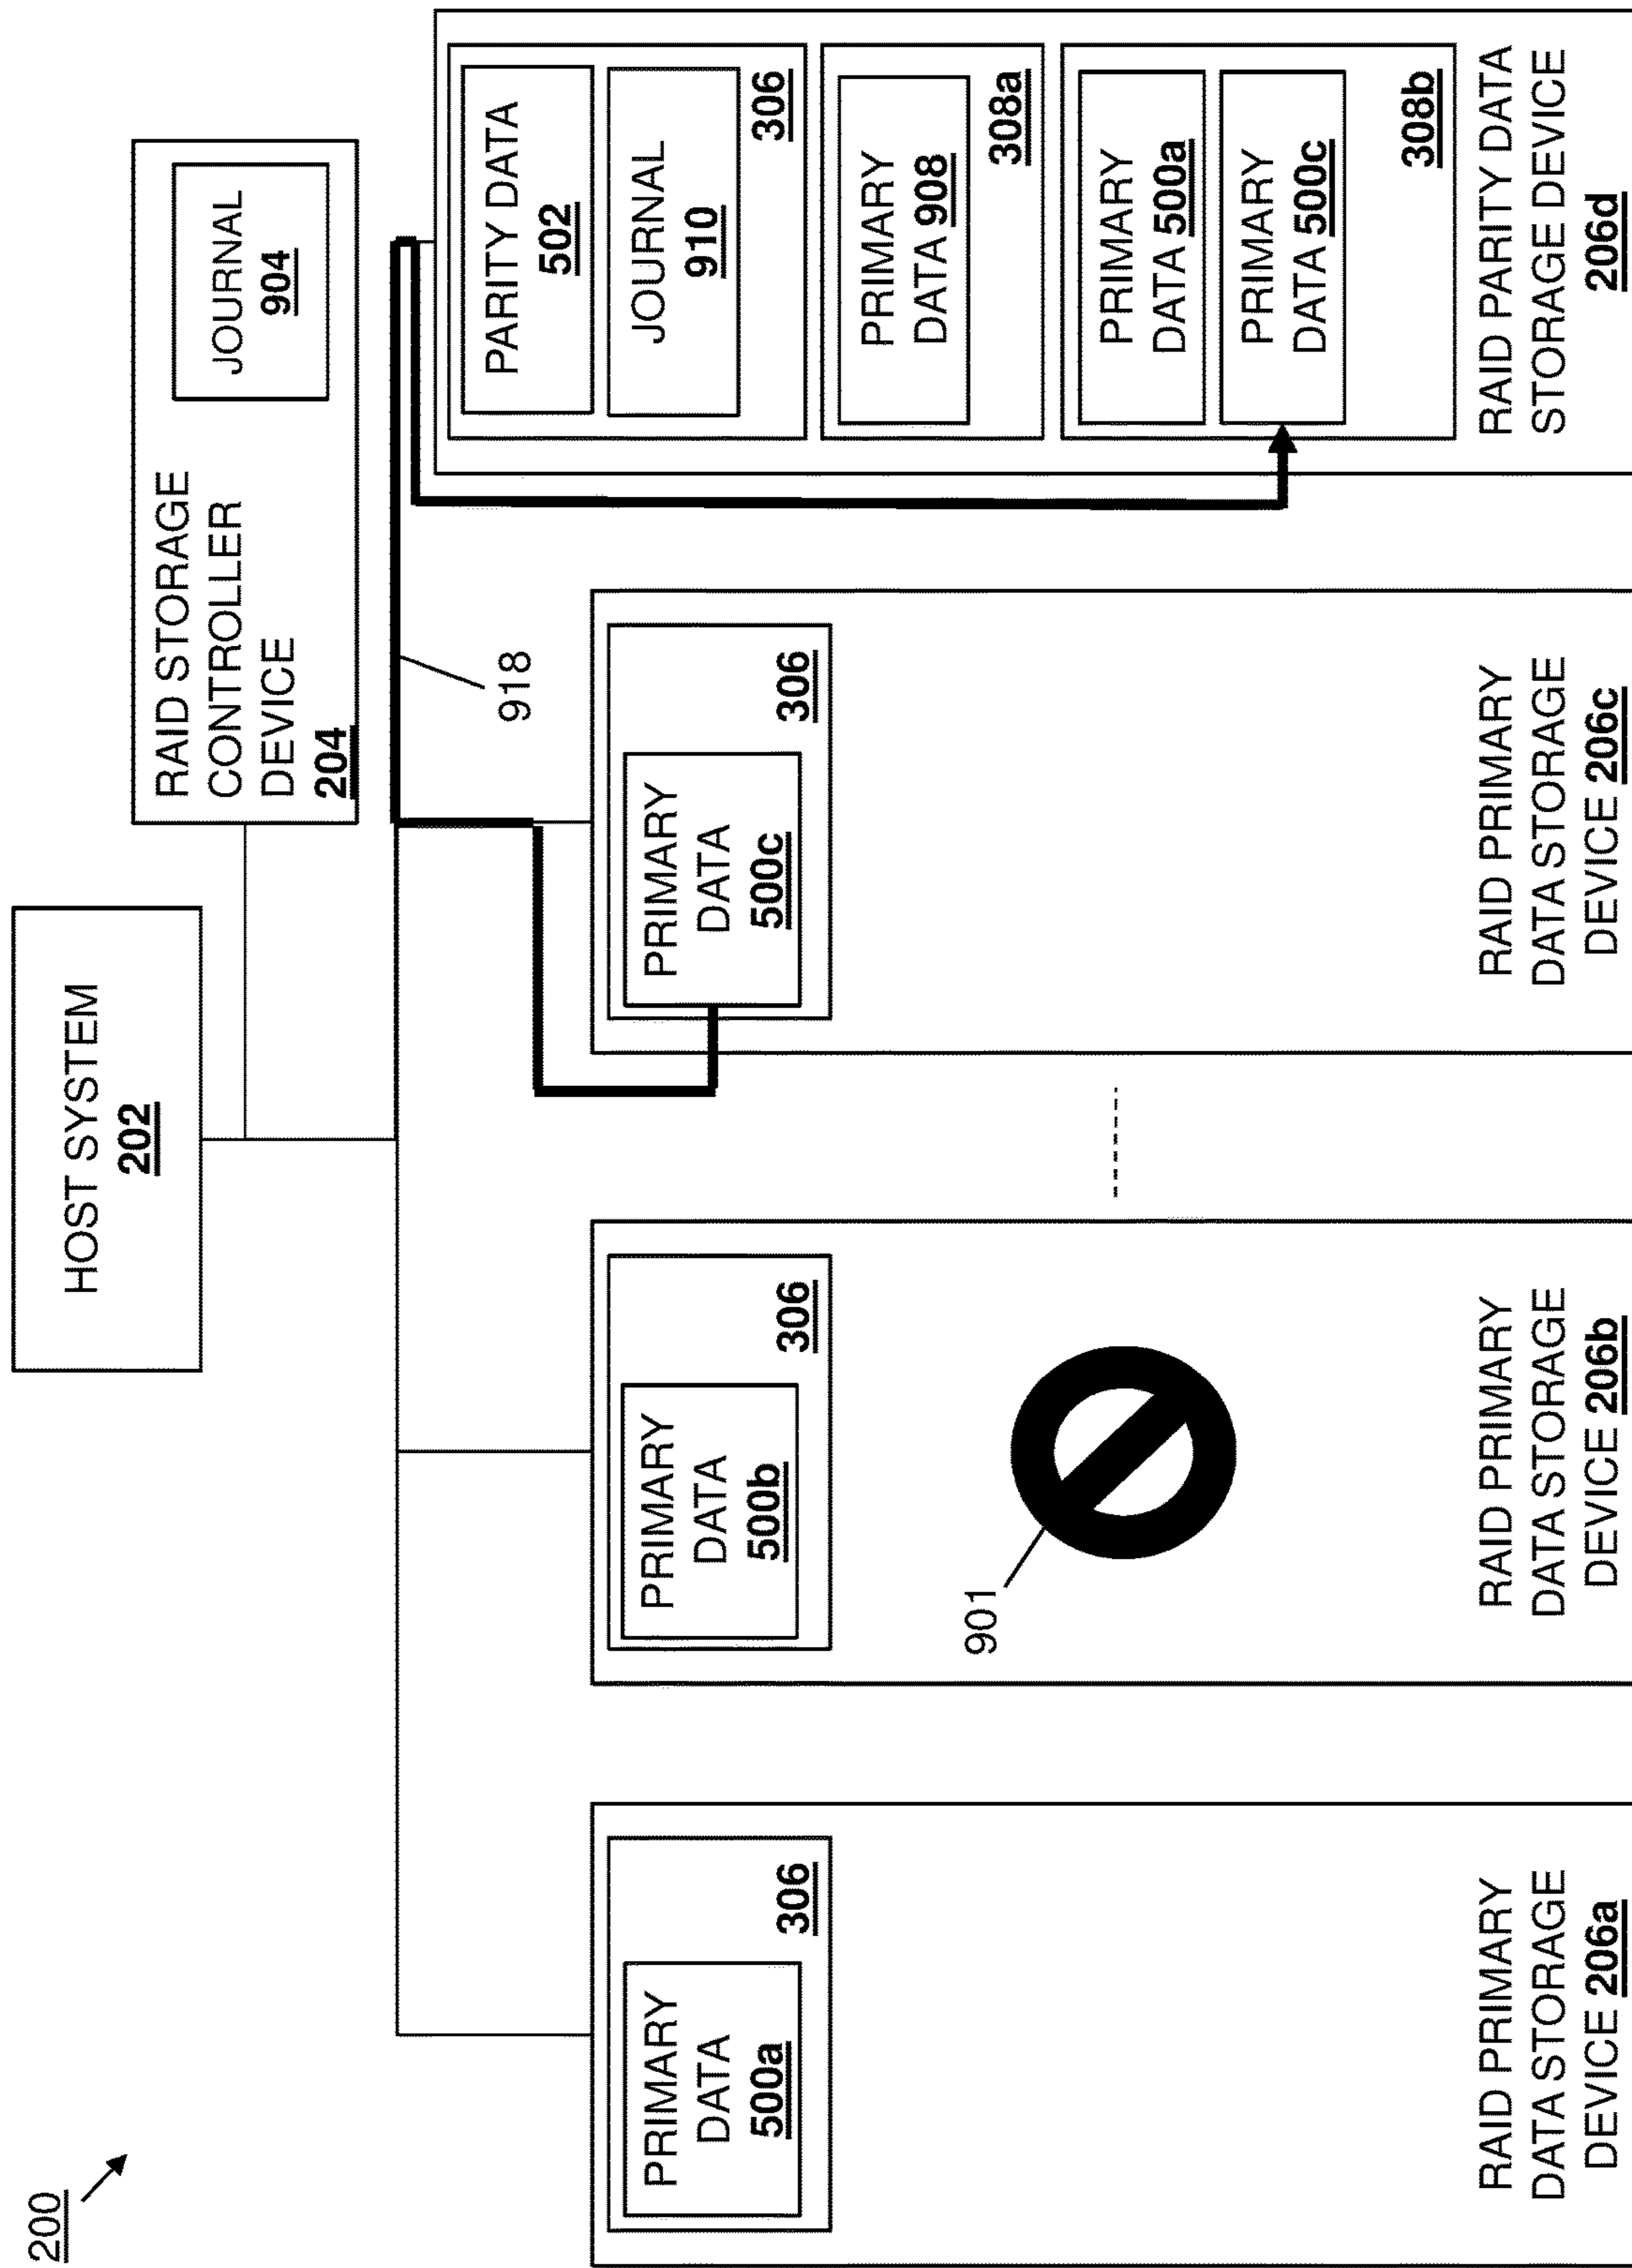 200
HOST SYSTEM
202
RAID STORAGE
CONTROLLER
DEVICE
204
JOURNAL
904
918
PRIMARY
DATA
500a
306
RAID PRIMARY
DATA STORAGE
DEVICE 206a
PRIMARY
DATA
500b
306
901
RAID PRIMARY
DATA STORAGE
DEVICE 206b
PRIMARY
DATA
500c
306
RAID PRIMARY
DATA STORAGE
DEVICE 206c
PARITY DATA
502
JOURNAL
910
306
PRIMARY
DATA 908
308a
PRIMARY
DATA 500a
PRIMARY
DATA 500c
308b
RAID PARITY DATA
STORAGE DEVICE
206d